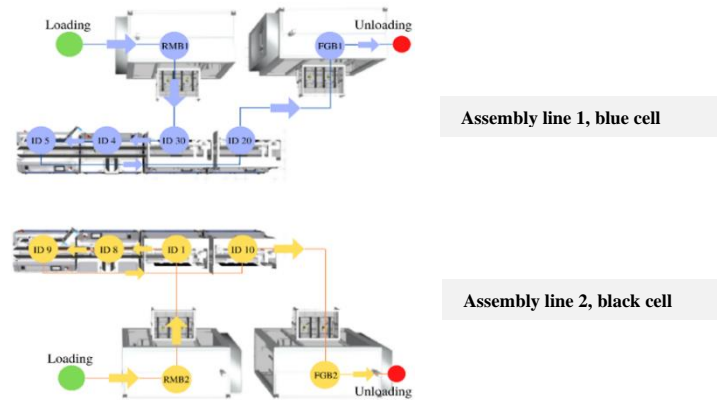 Loading
Unloading
RMB1
FGB1
Assembly line 1, blue cell
ID 5
ID 4
ID 30
ID 20
ID 9
ID 8
ID 1
ID 10
Assembly line 2, black cell
Loading
RMB2
FGB2
Unloading